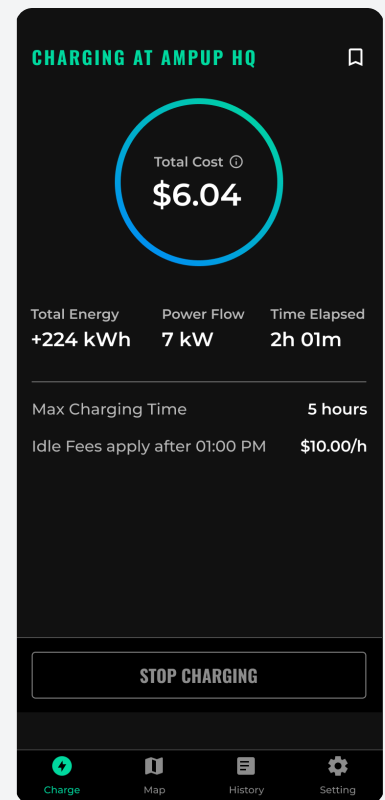 CHARGING AT AMPUP HQ
Total Cost
$6.04
Total Energy Power Flow Time Elapsed
+224 kWh 7 kW 2h 01m
Max Charging Time 5 hours
Idle Fees apply after 01:00 PM $10.00/h
STOP CHARGING
Charge Map History Setting